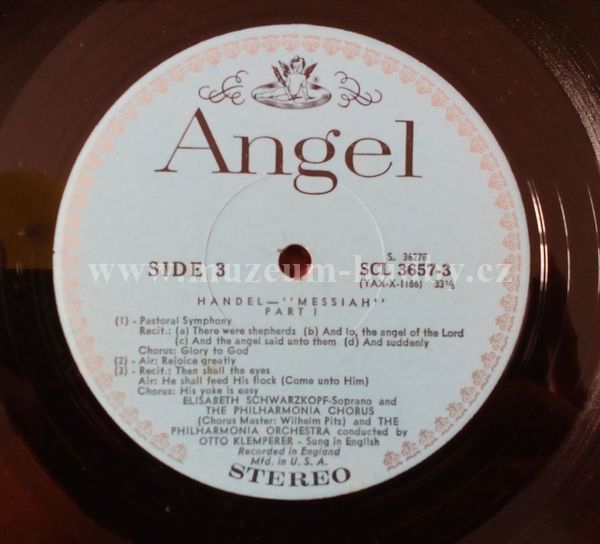 Angel
®
SIDE 3
S. 36278
SCL 3657-3
(YAX-X-1186) 33⅓
www.muzeum-hudby.cz
HANDEL—"MESSIAH"
PART I
(1) - Pastoral Symphony
Recit.: (a) There were shepherds (b) And lo, the angel of the Lord
(c) And the angel said unto them (d) And suddenly
Chorus: Glory to God
(2) - Air: Rejoice greatly
(3) - Recit.: Then shall the eyes
Air: He shall feed His flock (Come unto Him)
Chorus: His yoke is easy
ELISABETH SCHWARZKOPF-Soprano and
THE PHILHARMONIA CHORUS
(Chorus Master: Wilhelm Pitz) and THE
PHILHARMONIA ORCHESTRA conducted by
OTTO KLEMPERER - Sung in English
Recorded in England
Mfd. in U. S. A.
STEREO